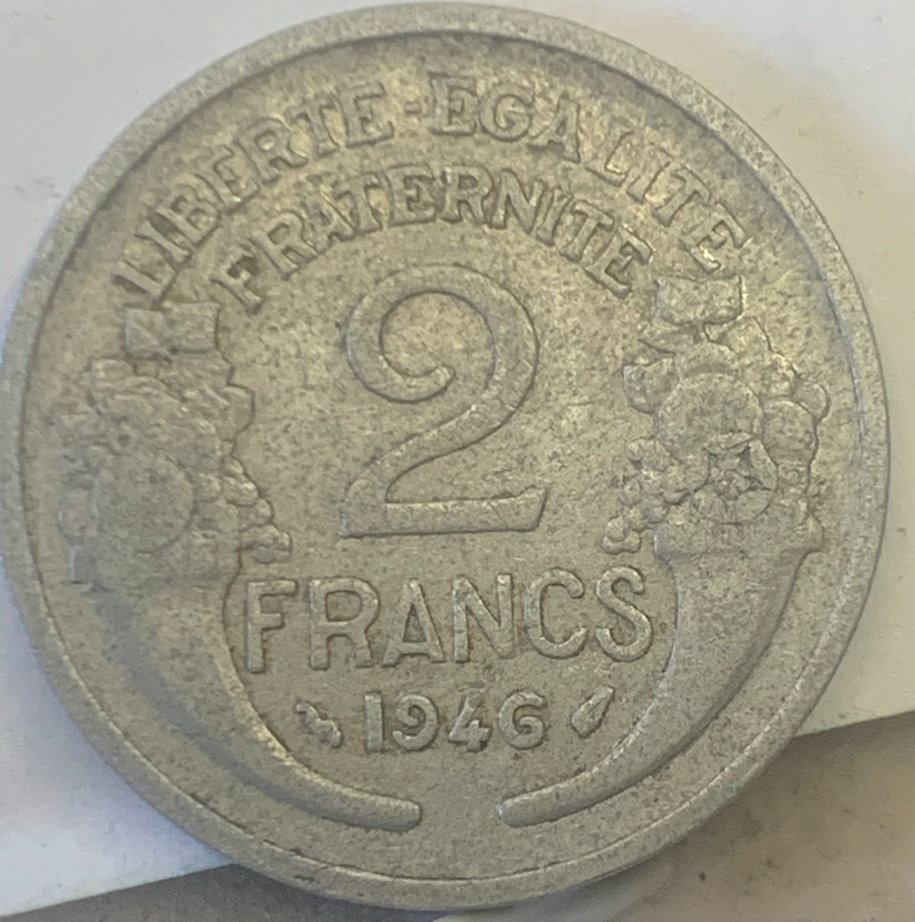 LIBERTE-EGALITE
FRATERNITE
2
FRANCS
1946